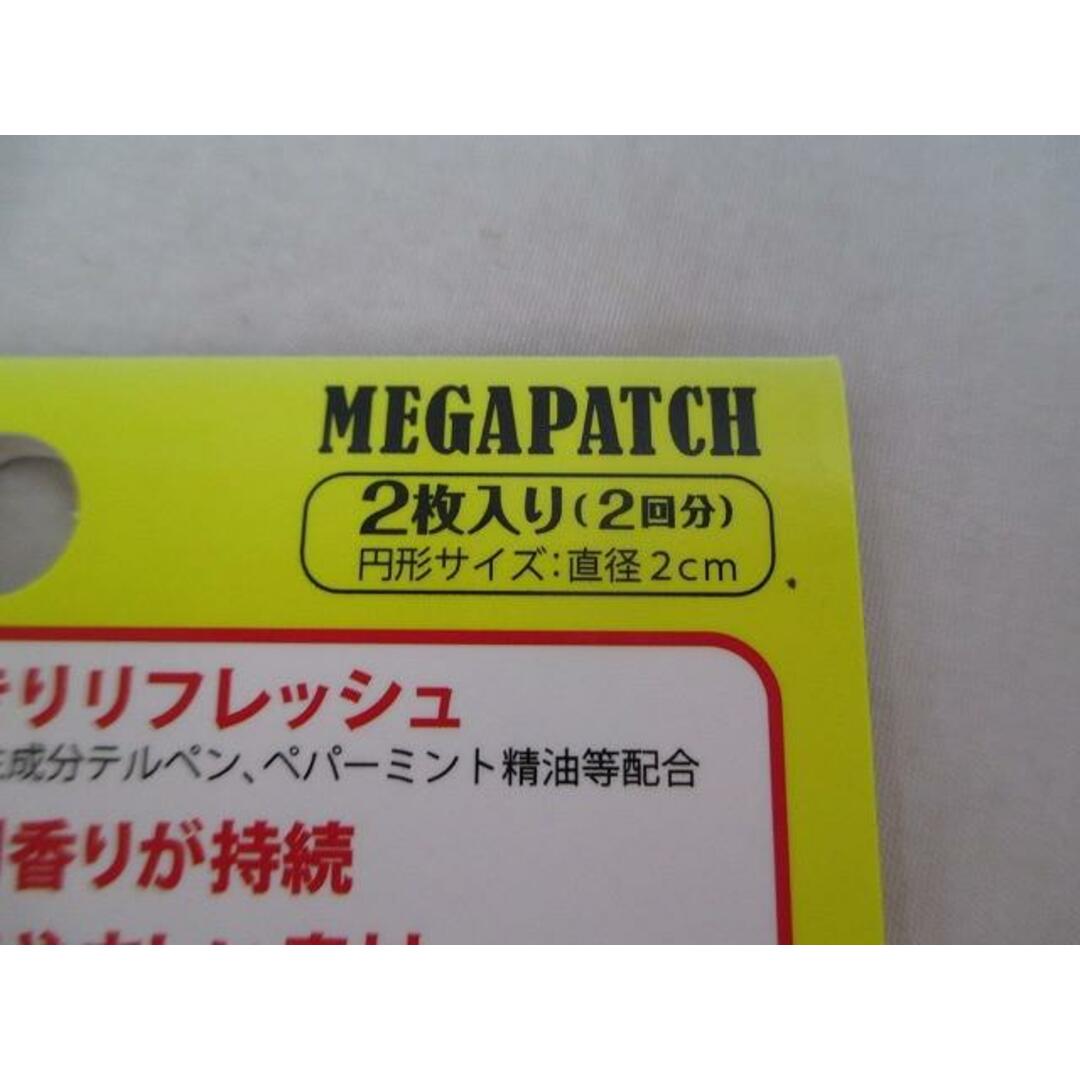 MEGAPATCH
2枚入り(2回分)
円形サイズ:直径2cm
きりリフレッシュ
成分テルペン、ペパーミント精油等配合
香りが持続